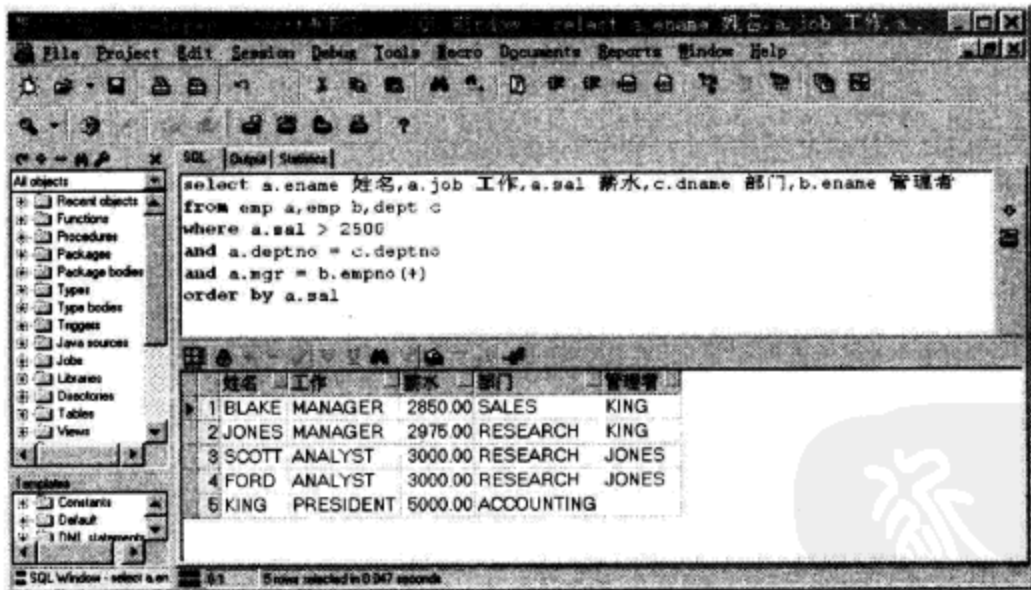 SQL Window - select a.ename 姓名,a.job 工作,a..
File Project Edit Session Debug Tools Macro Documents Reports Window Help
SQL Output Statistics
All objects
Recent objects
Functions
Procedures
Packages
Package bodies
Types
Type bodies
Triggers
Java sources
Jobs
Libraries
Directories
Tables
Views
Templates
Constants
Default
DML statements
select a.ename 姓名,a.job 工作,a.sal 薪水,c.dname 部门,b.ename 管理者
from emp a,emp b,dept c
where a.sal > 2500
and a.deptno = c.deptno
and a.mgr = b.empno(+)
order by a.sal
姓名 工作 薪水 部门 管理者
1 BLAKE MANAGER 2850.00 SALES KING
2 JONES MANAGER 2975.00 RESEARCH KING
3 SCOTT ANALYST 3000.00 RESEARCH JONES
4 FORD ANALYST 3000.00 RESEARCH JONES
5 KING PRESIDENT 5000.00 ACCOUNTING
SQL Window - select a.en
6:1 5 rows selected in 0.047 seconds